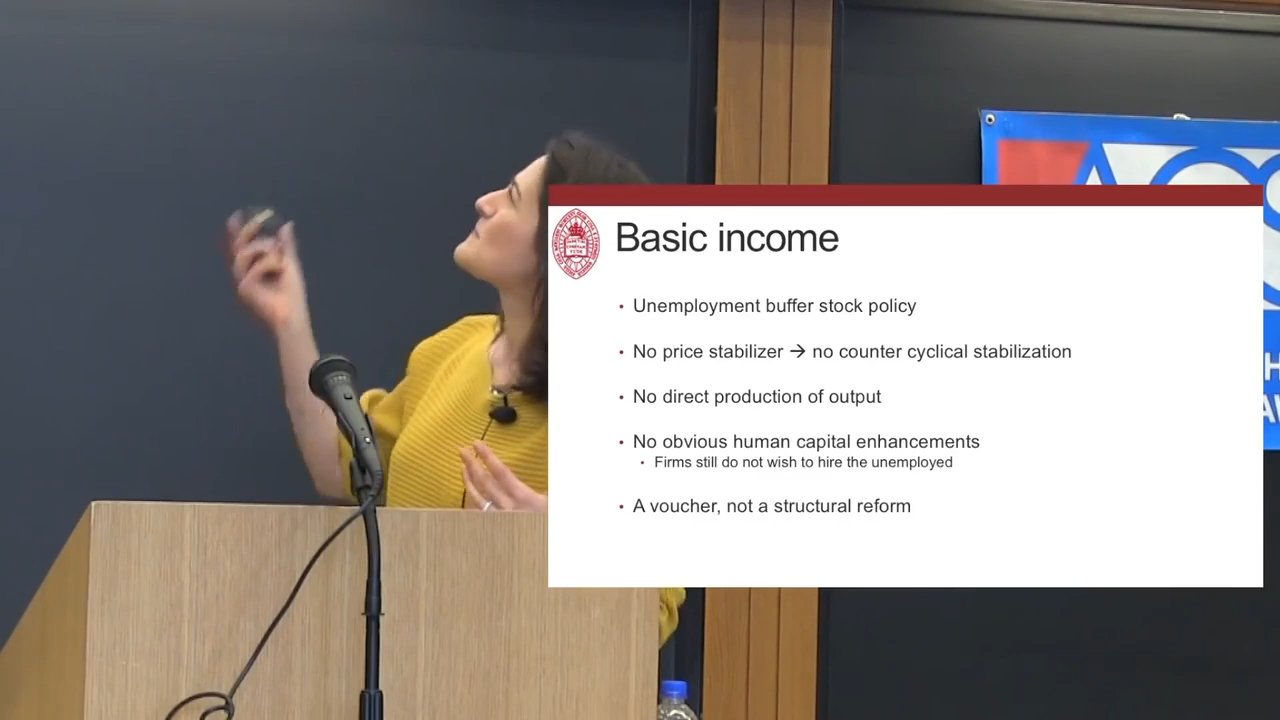 Basic income
• Unemployment buffer stock policy
• No price stabilizer → no counter cyclical stabilization
• No direct production of output
• No obvious human capital enhancements
• Firms still do not wish to hire the unemployed
• A voucher, not a structural reform